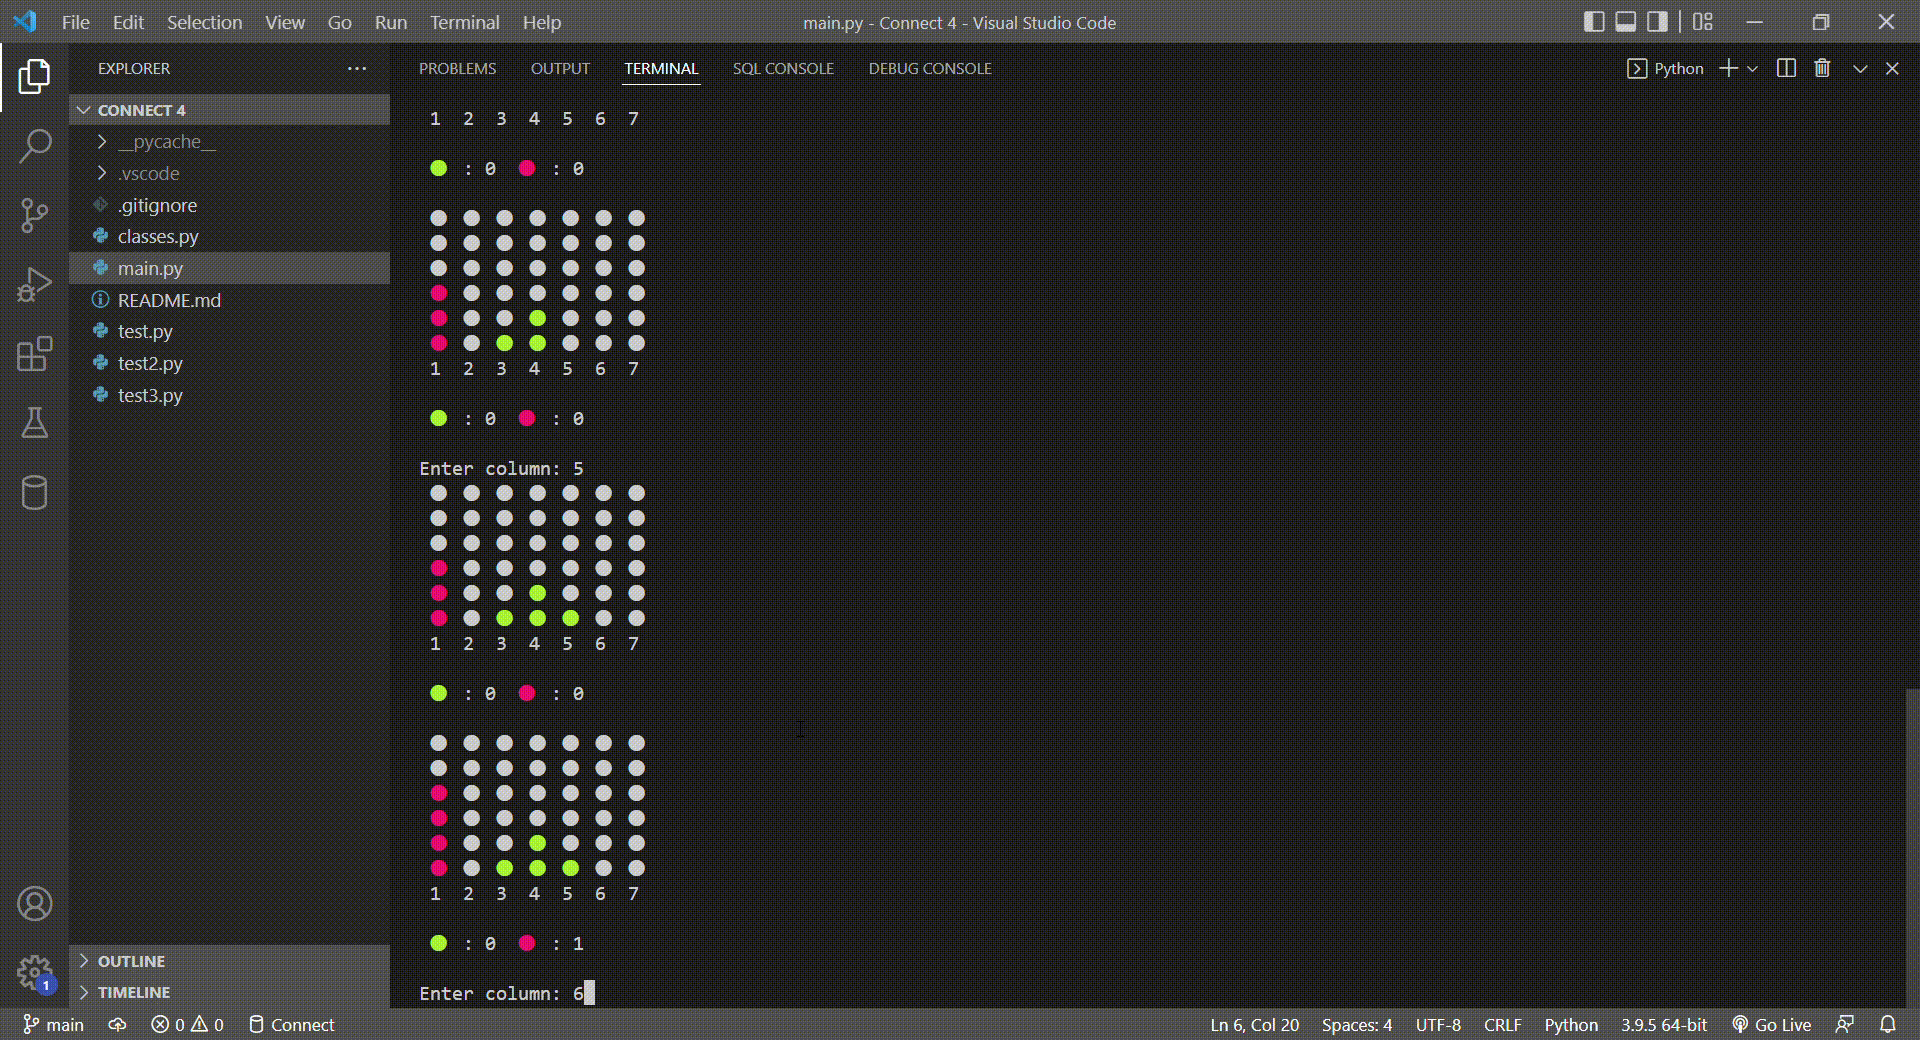 File Edit Selection View Go Run Terminal Help
main.py - Connect 4 - Visual Studio Code
EXPLORER
CONNECT 4
__pycache__
.vscode
.gitignore
classes.py
main.py
README.md
test.py
test2.py
test3.py
OUTLINE
TIMELINE
1
PROBLEMS OUTPUT TERMINAL SQL CONSOLE DEBUG CONSOLE
Python
1 2 3 4 5 6 7
: 0 : 0
1 2 3 4 5 6 7
: 0 : 0
Enter column: 5
1 2 3 4 5 6 7
: 0 : 0
1 2 3 4 5 6 7
: 0 : 1
Enter column: 6
main 0 0 Connect
Ln 6, Col 20 Spaces: 4 UTF-8 CRLF Python 3.9.5 64-bit Go Live